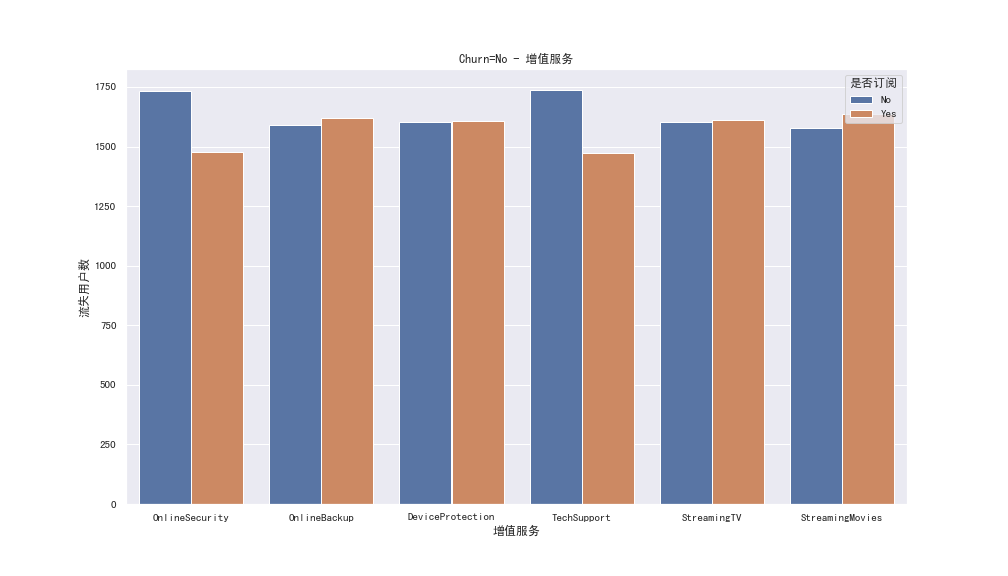 Churn=No - 增值服务
是否订阅
No
Yes
1750
1500
1250
1000
750
500
250
0
流失用户数
OnlineSecurity
OnlineBackup
DeviceProtection
TechSupport
StreamingTV
StreamingMovies
增值服务